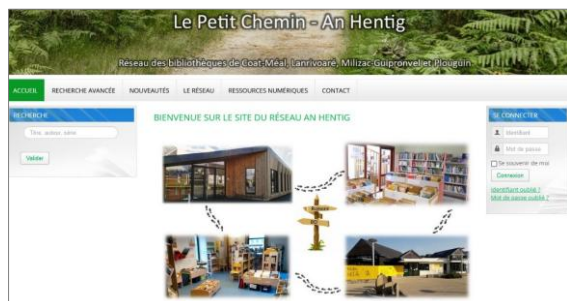 Le Petit Chemin - An Hentig
Réseau des bibliothèques de Coat-Méal, Lanrivoaré, Milizac-Guipronvel et Plouguin
ACCUEIL RECHERCHE AVANCÉE NOUVEAUTÉS LE RÉSEAU RESSOURCES NUMÉRIQUES CONTACT
RECHERCHE
Titre, auteur, série
Valider
BIENVENUE SUR LE SITE DU RÉSEAU AN HENTIG
SE CONNECTER
Identifiant
Mot de passe
Se souvenir de moi
Connexion
Identifiant oublié ?
Mot de passe oublié ?